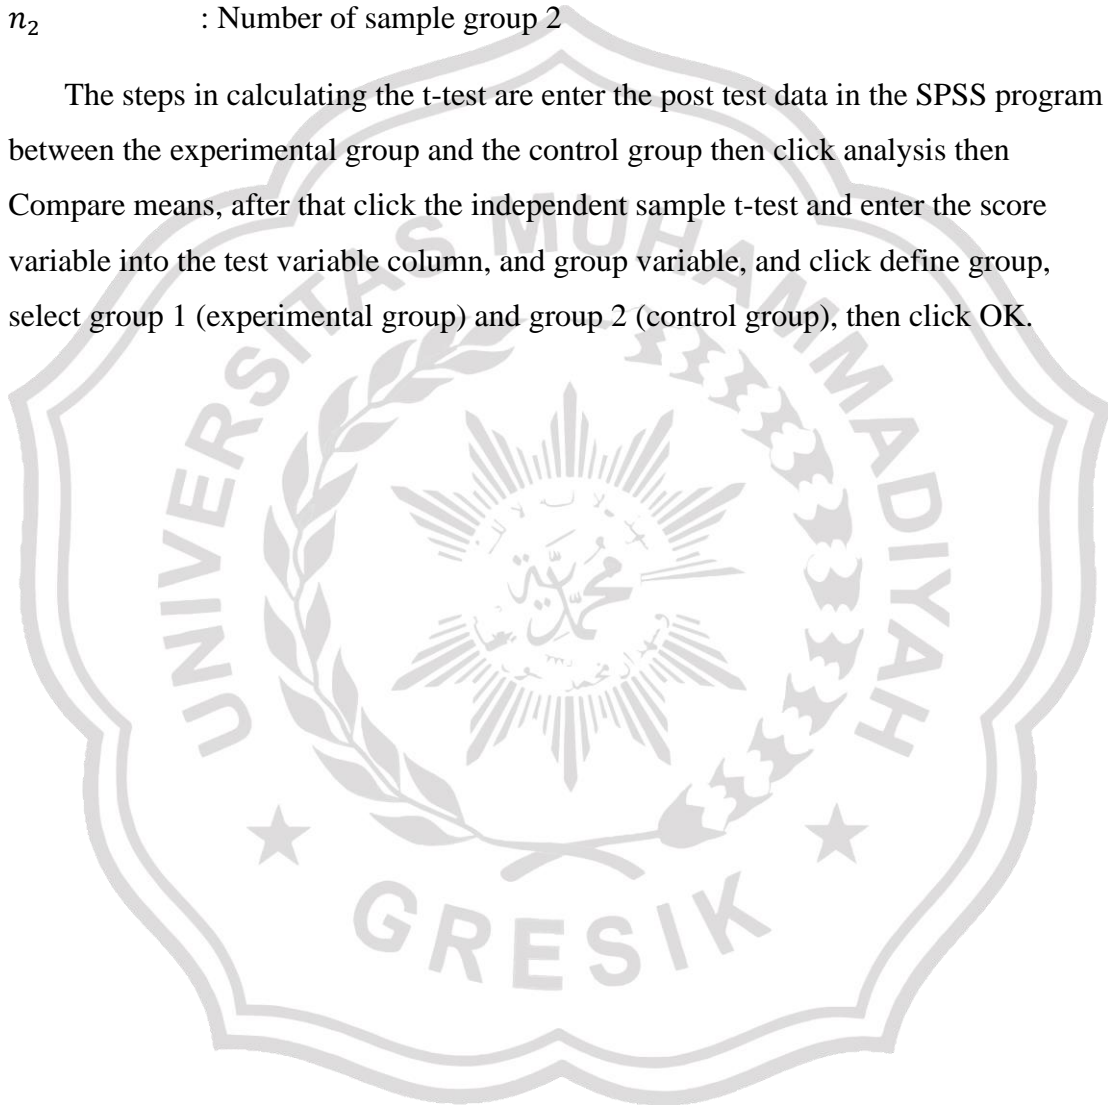 n₂ : Number of sample group 2
The steps in calculating the t-test are enter the post test data in the SPSS program
between the experimental group and the control group then click analysis then
Compare means, after that click the independent sample t-test and enter the score
variable into the test variable column, and group variable, and click define group,
select group 1 (experimental group) and group 2 (control group), then click OK.
UNIVERSITAS MUHAMMADIYAH
محمدية
GRESIK